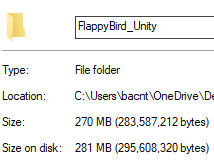 FlappyBird_Unity
Type: File folder
Location: C:\Users\bacnt\OneDrive\De
Size: 270 MB (283,587,212 bytes)
Size on disk: 281 MB (295,608,320 bytes)